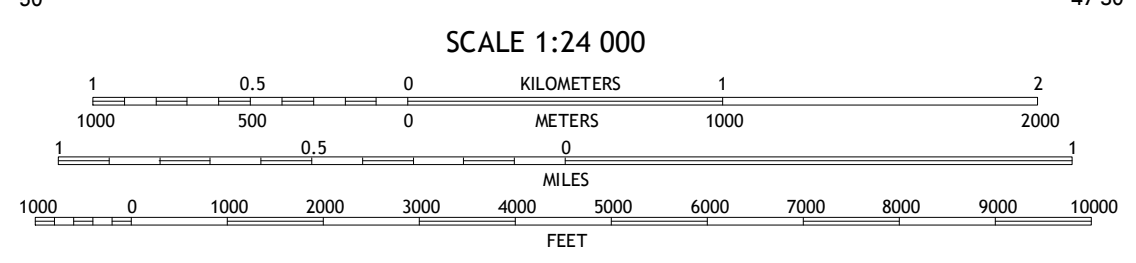 SCALE 1:24 000
1 0.5 0 KILOMETERS 1 2
1000 500 0 METERS 1000 2000
1 0.5 0 1
MILES
1000 0 1000 2000 3000 4000 5000 6000 7000 8000 9000 10000
FEET